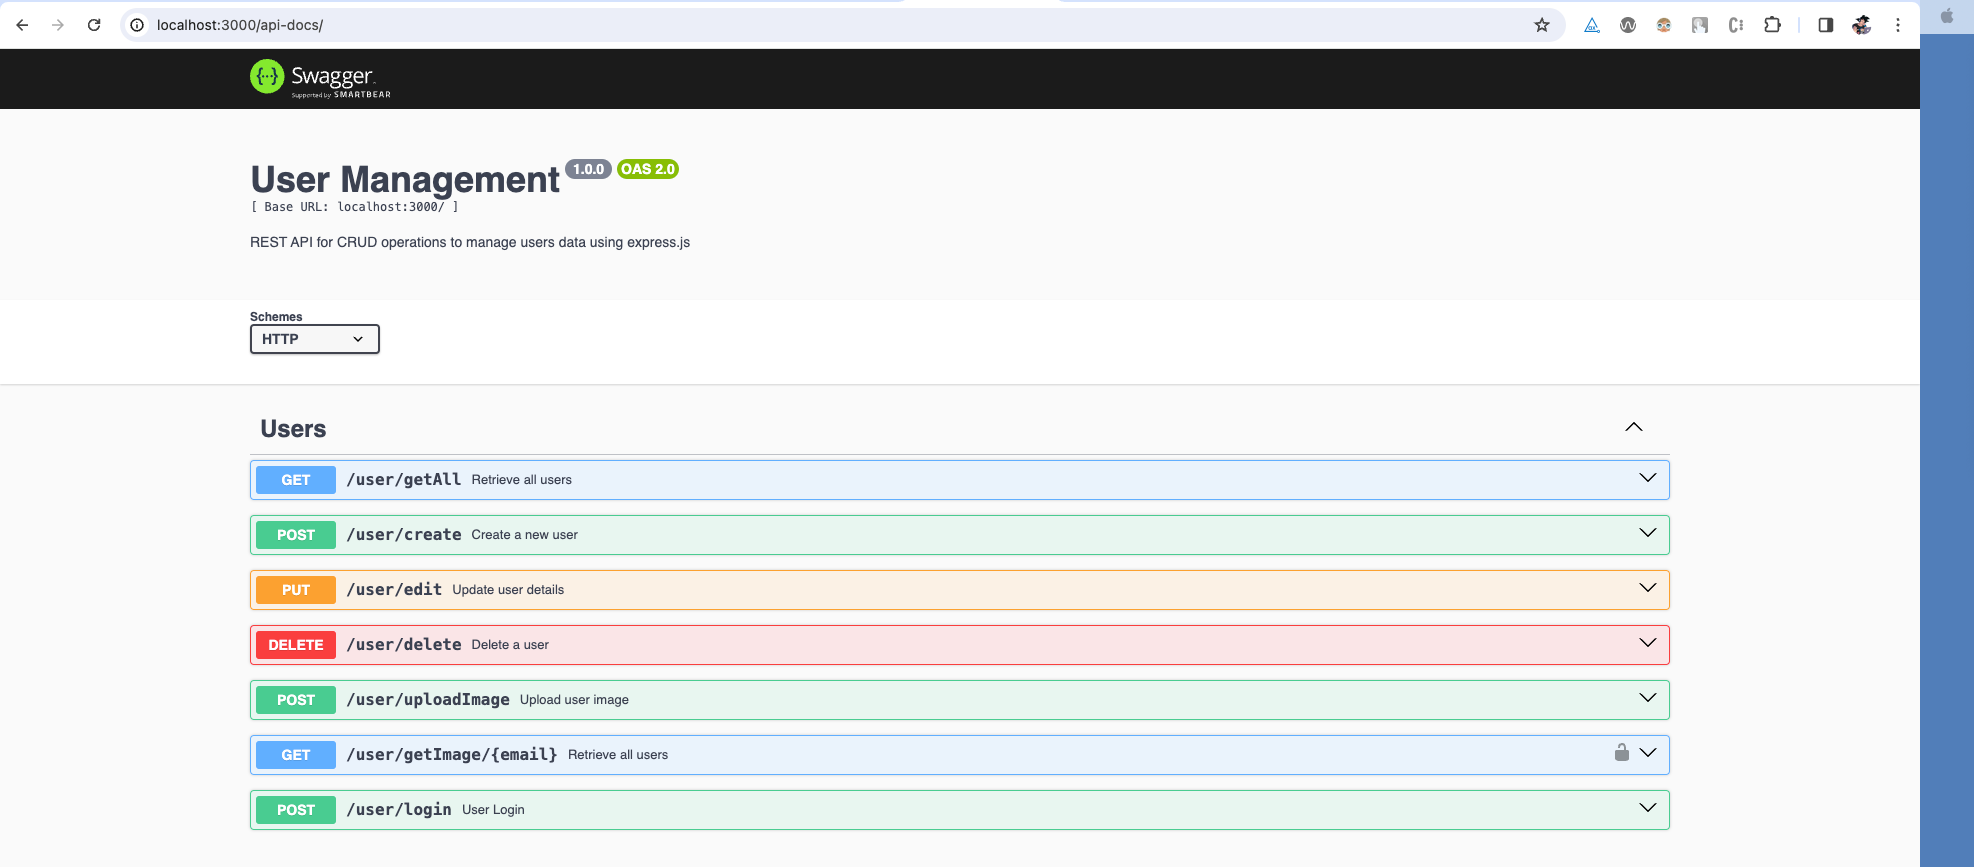 localhost:3000/api-docs/
Swagger
Supported by SMARTBEAR
User Management 1.0.0 OAS 2.0
[ Base URL: localhost:3000/ ]
REST API for CRUD operations to manage users data using express.js
Schemes
HTTP
Users
GET /user/getAll Retrieve all users
POST /user/create Create a new user
PUT /user/edit Update user details
DELETE /user/delete Delete a user
POST /user/uploadImage Upload user image
GET /user/getImage/{email} Retrieve all users
POST /user/login User Login